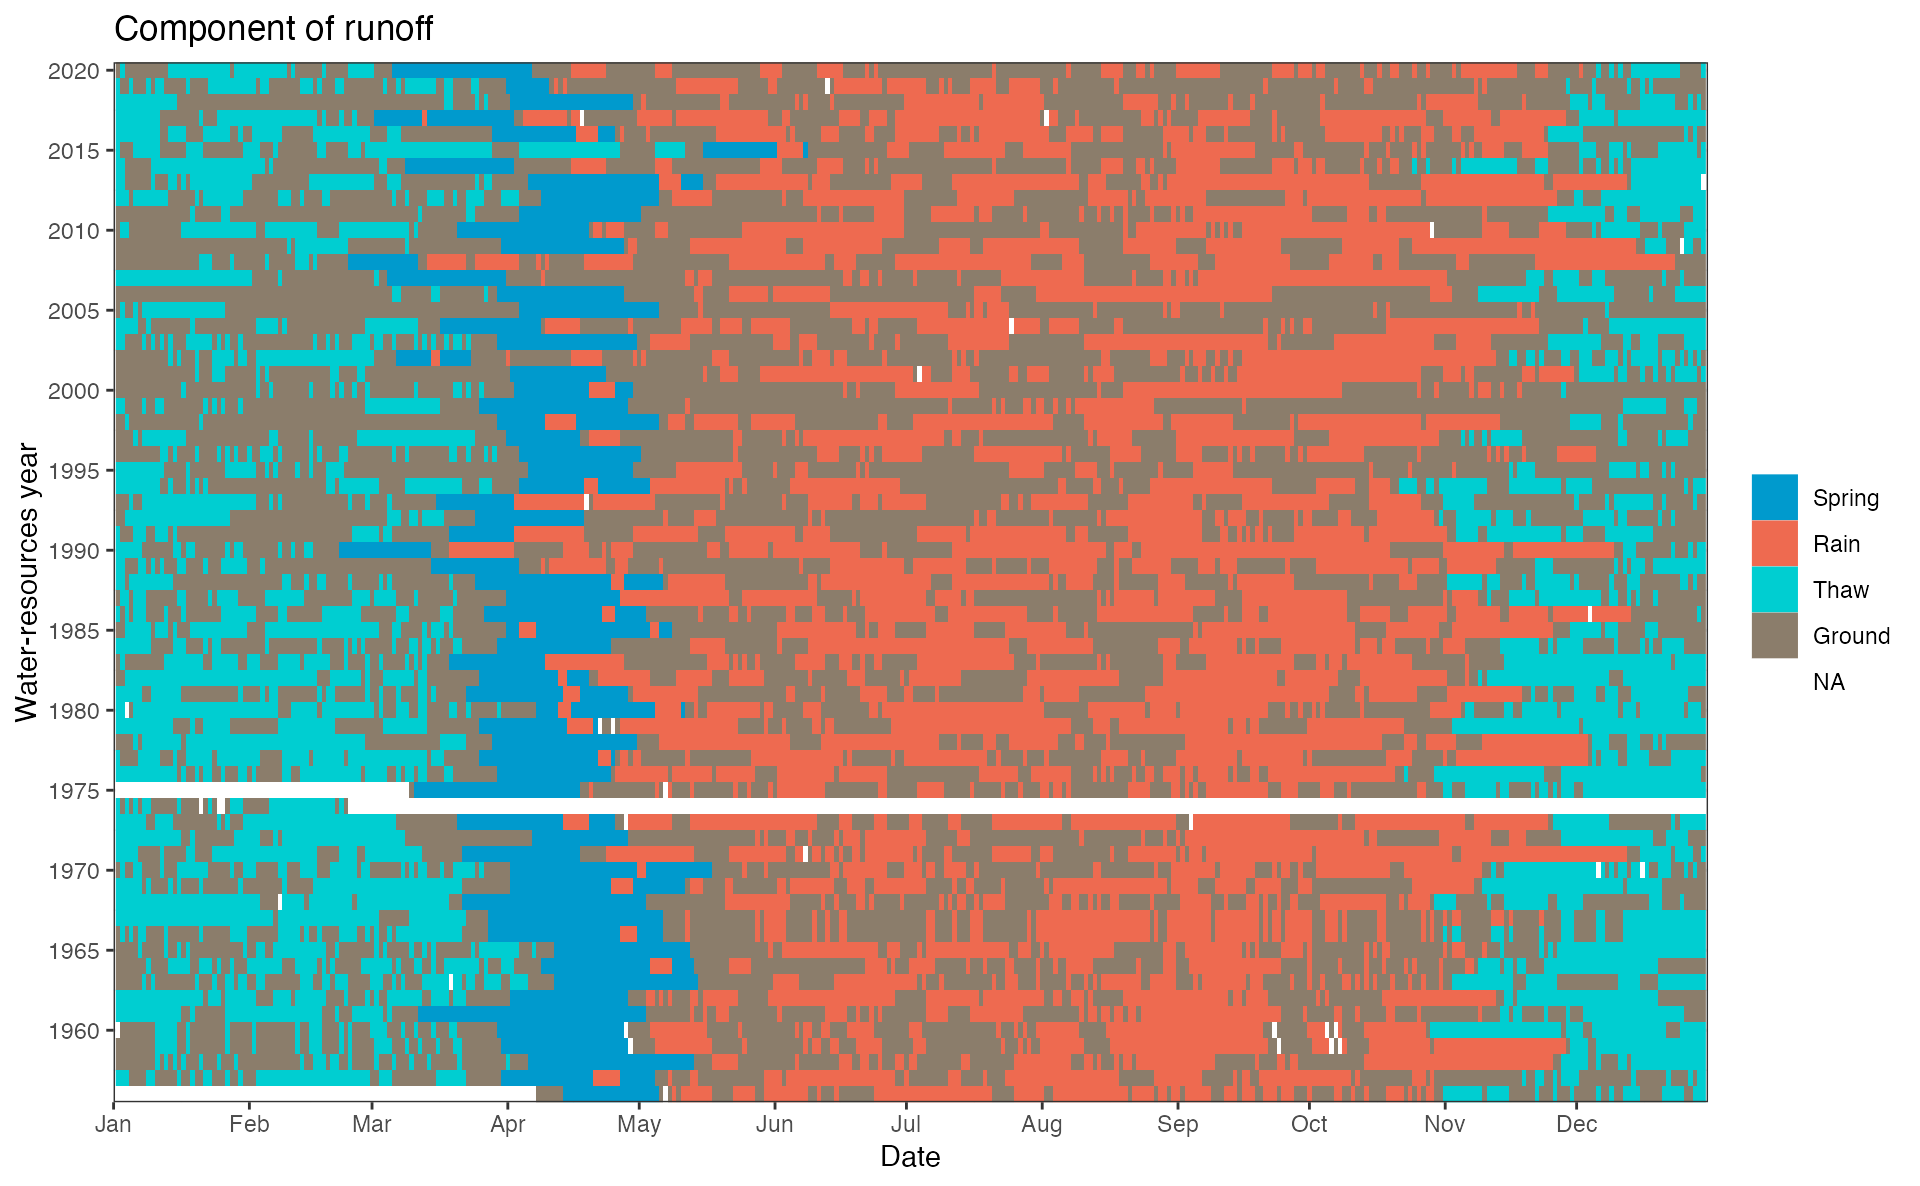 Component of runoff
Water-resources year
2020
2015
2010
2005
2000
1995
1990
1985
1980
1975
1970
1965
1960
Jan Feb Mar Apr May Jun Jul Aug Sep Oct Nov Dec
Date
Spring
Rain
Thaw
Ground
NA